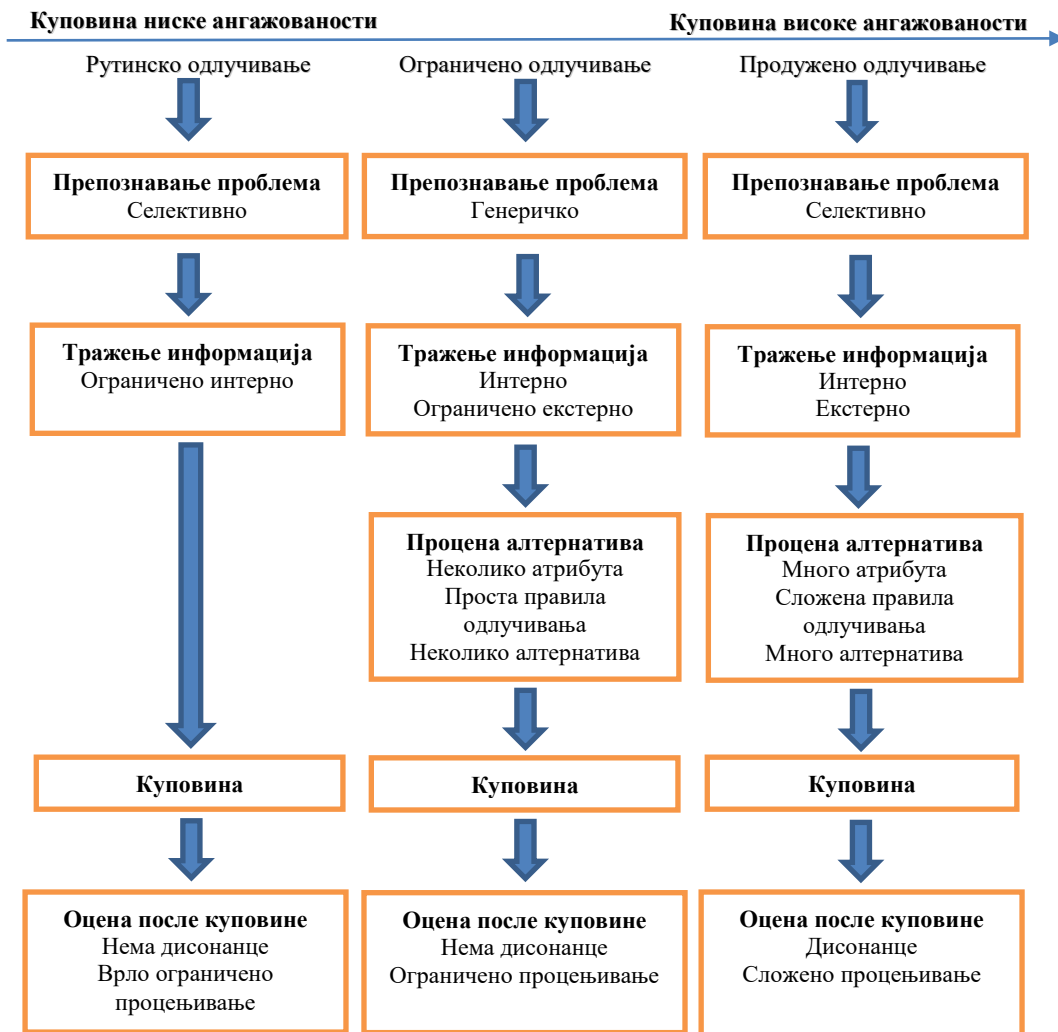 Куповина ниске ангажованости
Куповина високе ангажованости
Рутинско одлучивање
Ограничено одлучивање
Продужено одлучивање
Препознавање проблема
Селективно
Препознавање проблема
Генеричко
Препознавање проблема
Селективно
Тражење информација
Ограничено интерно
Тражење информација
Интерно
Ограничено екстерно
Тражење информација
Интерно
Екстерно
Процена алтернатива
Неколико атрибута
Проста правила
одлучивања
Неколико алтернатива
Процена алтернатива
Много атрибута
Сложена правила
одлучивања
Много алтернатива
Куповина
Куповина
Куповина
Оцена после куповине
Нема дисонанце
Врло ограничено
процењивање
Оцена после куповине
Нема дисонанце
Ограничено процењивање
Оцена после куповине
Дисонанце
Сложено процењивање